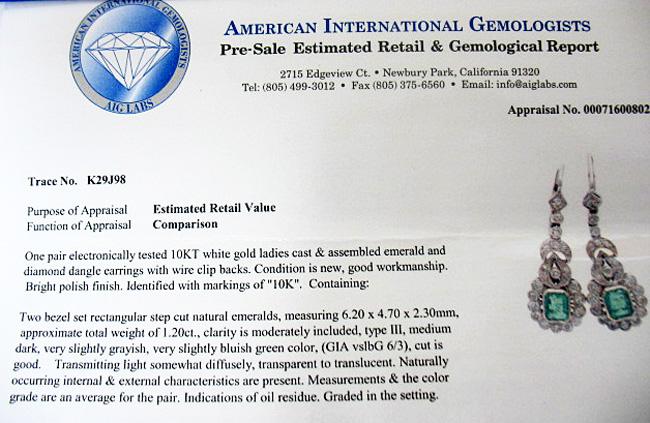 AMERICAN INTERNATIONAL GEMOLOGISTS
AIG LABS
AMERICAN INTERNATIONAL GEMOLOGISTS
Pre-Sale Estimated Retail & Gemological Report
2715 Edgeview Ct. • Newbury Park, California 91320
Tel: (805) 499-3012 • Fax (805) 375-6560 • Email: info@aiglabs.com
Appraisal No. 00071600802
Trace No. K29J98
Purpose of Appraisal Estimated Retail Value
Function of Appraisal Comparison
One pair electronically tested 10KT white gold ladies cast & assembled emerald and
diamond dangle earrings with wire clip backs. Condition is new, good workmanship.
Bright polish finish. Identified with markings of "10K". Containing:
Two bezel set rectangular step cut natural emeralds, measuring 6.20 x 4.70 x 2.30mm,
approximate total weight of 1.20ct., clarity is moderately included, type III, medium
dark, very slightly grayish, very slightly bluish green color, (GIA vslbG 6/3), cut is
good. Transmitting light somewhat diffusely, transparent to translucent. Naturally
occurring internal & external characteristics are present. Measurements & the color
grade are an average for the pair. Indications of oil residue. Graded in the setting.